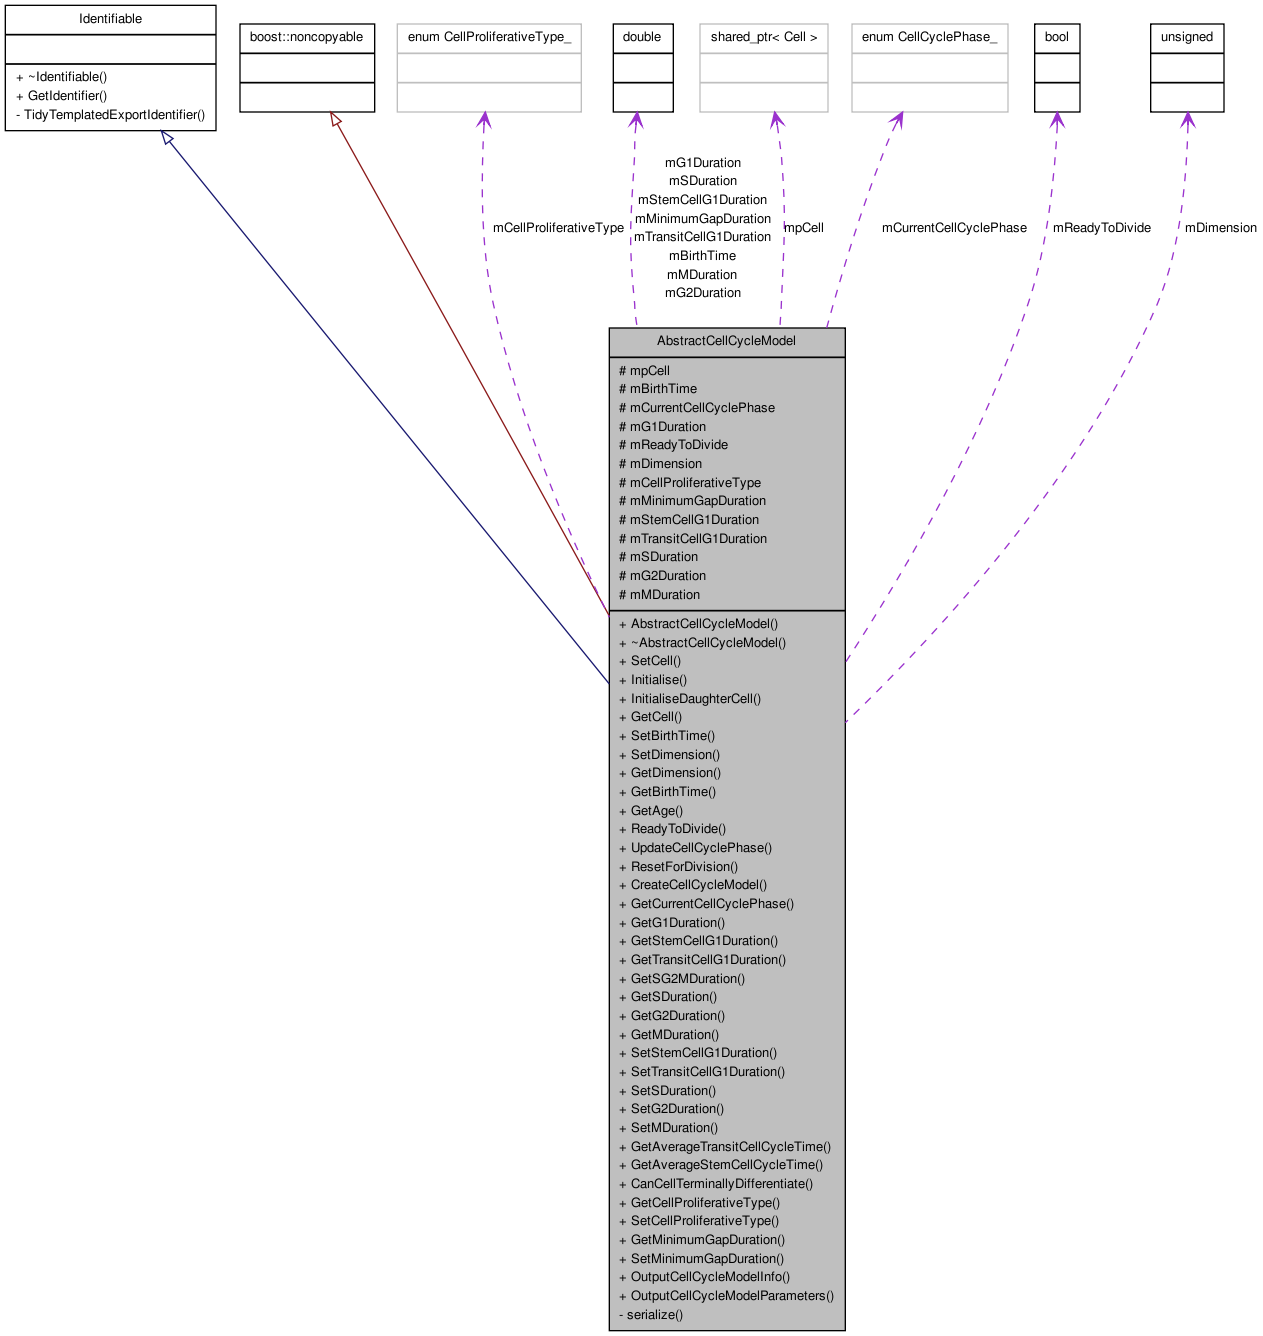 Identifiable
+ ~Identifiable()
+ GetIdentifier()
- TidyTemplatedExportIdentifier()
boost::noncopyable
enum CellProliferativeType_
double
shared_ptr< Cell >
enum CellCyclePhase_
bool
unsigned
mCellProliferativeType
mG1Duration
mSDuration
mStemCellG1Duration
mMinimumGapDuration
mTransitCellG1Duration
mBirthTime
mMDuration
mG2Duration
mpCell
mCurrentCellCyclePhase
mReadyToDivide
mDimension
AbstractCellCycleModel
# mpCell
# mBirthTime
# mCurrentCellCyclePhase
# mG1Duration
# mReadyToDivide
# mDimension
# mCellProliferativeType
# mMinimumGapDuration
# mStemCellG1Duration
# mTransitCellG1Duration
# mSDuration
# mG2Duration
# mMDuration
+ AbstractCellCycleModel()
+ ~AbstractCellCycleModel()
+ SetCell()
+ Initialise()
+ InitialiseDaughterCell()
+ GetCell()
+ SetBirthTime()
+ SetDimension()
+ GetDimension()
+ GetBirthTime()
+ GetAge()
+ ReadyToDivide()
+ UpdateCellCyclePhase()
+ ResetForDivision()
+ CreateCellCycleModel()
+ GetCurrentCellCyclePhase()
+ GetG1Duration()
+ GetStemCellG1Duration()
+ GetTransitCellG1Duration()
+ GetSG2MDuration()
+ GetSDuration()
+ GetG2Duration()
+ GetMDuration()
+ SetStemCellG1Duration()
+ SetTransitCellG1Duration()
+ SetSDuration()
+ SetG2Duration()
+ SetMDuration()
+ GetAverageTransitCellCycleTime()
+ GetAverageStemCellCycleTime()
+ CanCellTerminallyDifferentiate()
+ GetCellProliferativeType()
+ SetCellProliferativeType()
+ GetMinimumGapDuration()
+ SetMinimumGapDuration()
+ OutputCellCycleModelInfo()
+ OutputCellCycleModelParameters()
- serialize()